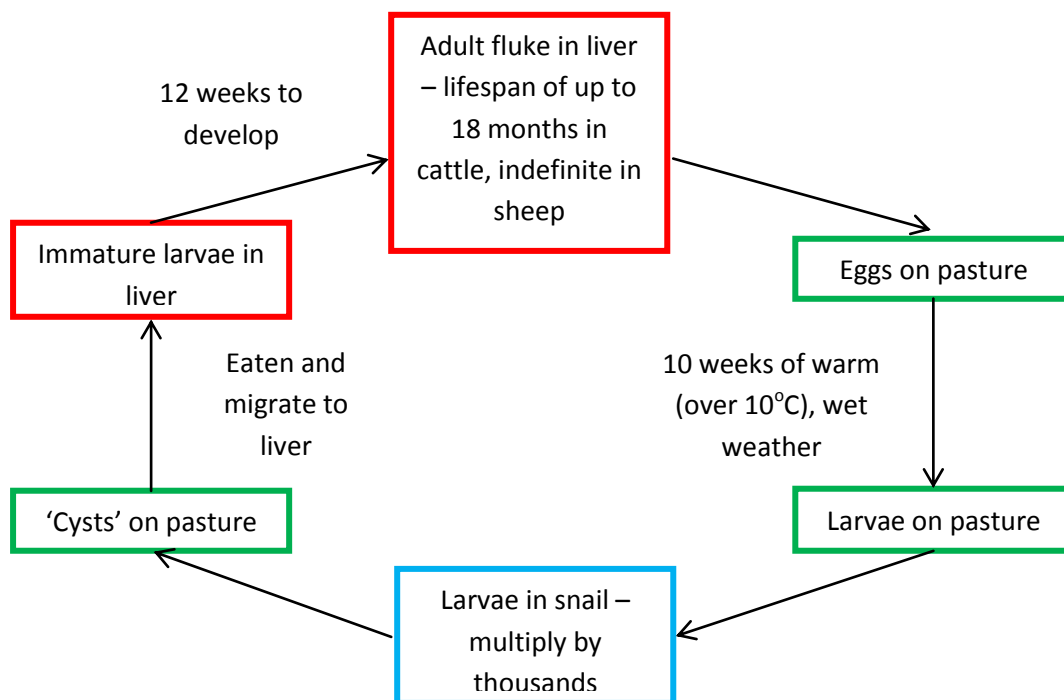 Adult fluke in liver
– lifespan of up to
18 months in
cattle, indefinite in
sheep
12 weeks to
develop
Immature larvae in
liver
Eggs on pasture
Eaten and
migrate to
liver
10 weeks of warm
(over 10°C), wet
weather
‘Cysts’ on pasture
Larvae on pasture
Larvae in snail –
multiply by
thousands